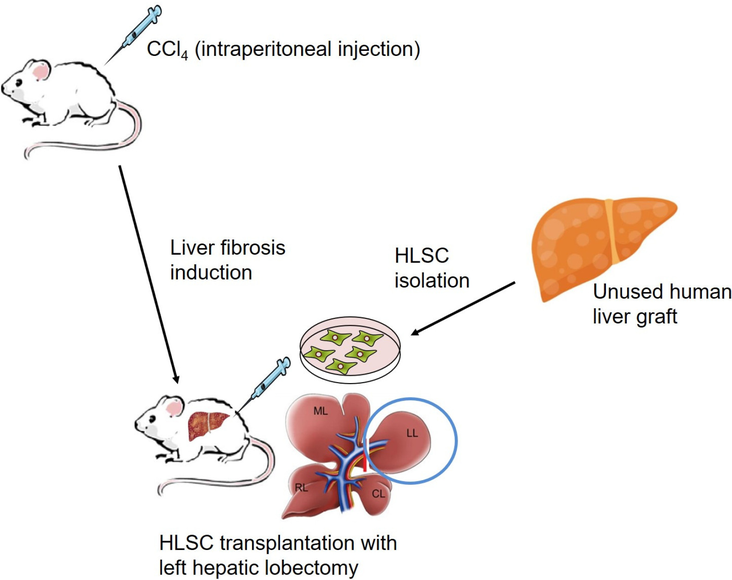 CCl₄ (intraperitoneal injection)
Liver fibrosis
induction
HLSC
isolation
Unused human
liver graft
ML
LL
RL
CL
HLSC transplantation with
left hepatic lobectomy